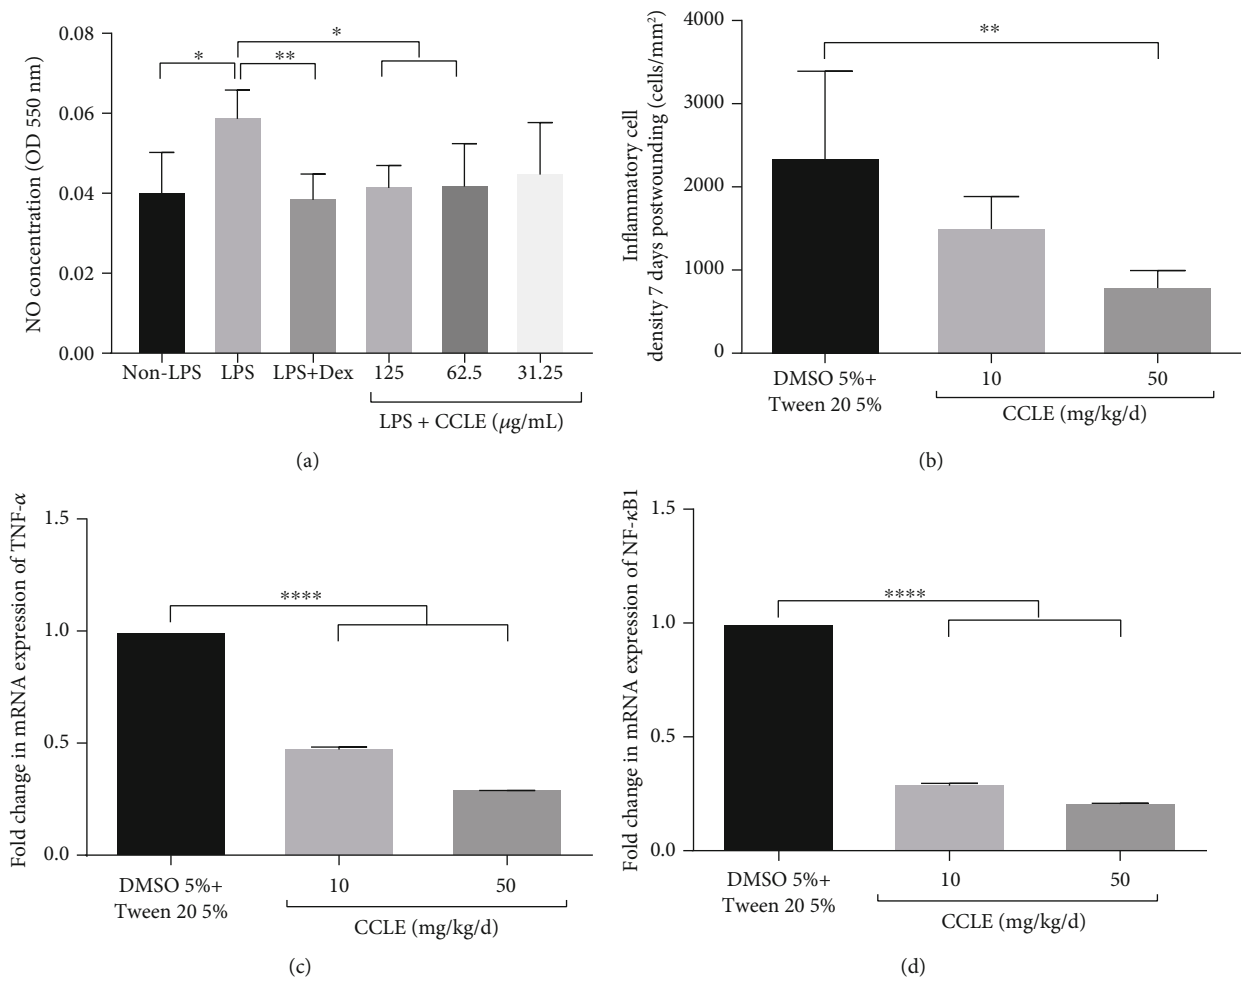 NO concentration (OD 550 nm)
0.08
0.06
0.04
0.02
0.00
*
**
*
Non-LPS LPS LPS+Dex 125 62.5 31.25
LPS + CCLE (μg/mL)
(a)
Inflammatory cell
density 7 days postwounding (cells/mm²)
4000
3000
2000
1000
0
**
DMSO 5%+
Tween 20 5%
10 50
CCLE (mg/kg/d)
(b)
Fold change in mRNA expression of TNF-α
1.5
1.0
0.5
0.0
****
DMSO 5%+
Tween 20 5%
10 50
CCLE (mg/kg/d)
(c)
Fold change in mRNA expression of NF-κB1
1.5
1.0
0.5
0.0
****
DMSO 5%+
Tween 20 5%
10 50
CCLE (mg/kg/d)
(d)